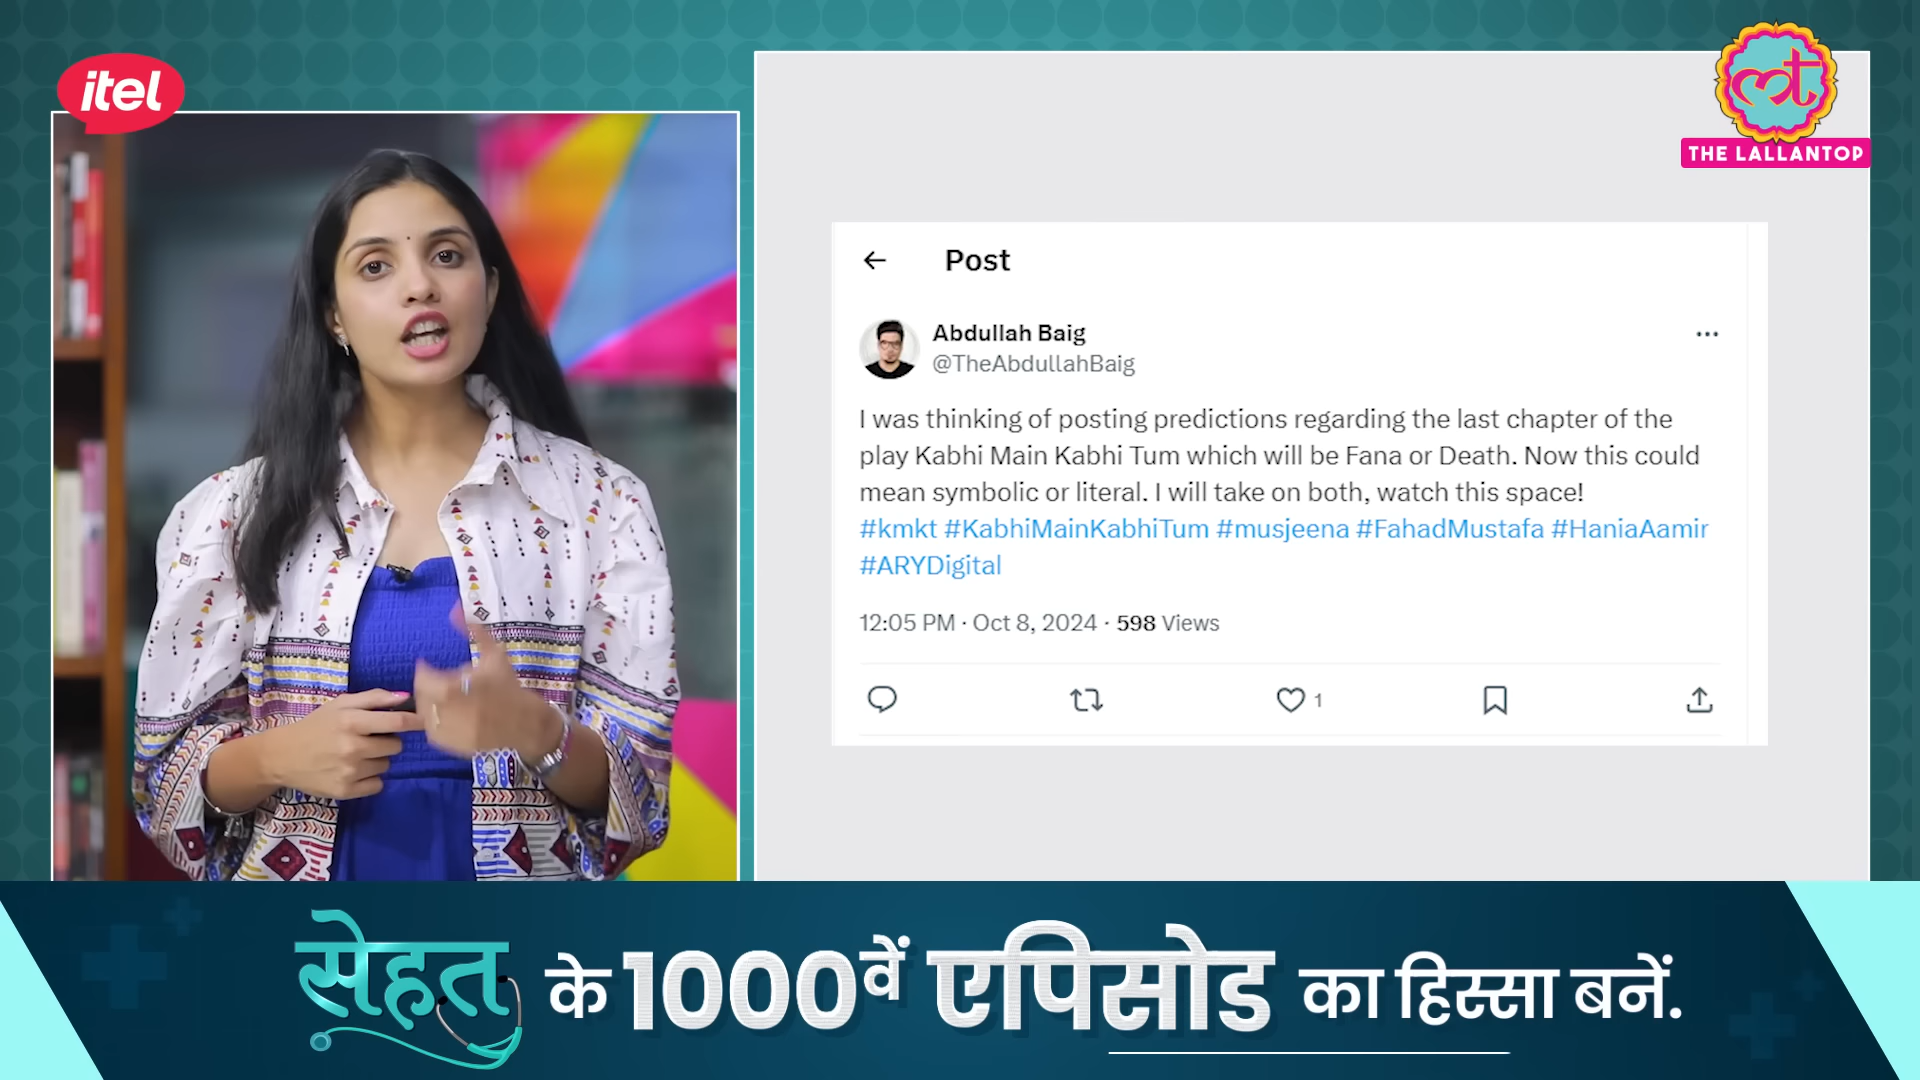 itel
लT
THE LALLANTOP
Post
Abdullah Baig
@TheAbdullahBaig
I was thinking of posting predictions regarding the last chapter of the
play Kabhi Main Kabhi Tum which will be Fana or Death. Now this could
mean symbolic or literal. I will take on both, watch this space!
#kmkt #KabhiMainKabhiTum #musjeena #FahadMustafa #HaniaAamir
#ARYDigital
12:05 PM · Oct 8, 2024 · 598 Views
1
सेहत के 1000वें एपिसोड का हिस्सा बनें.